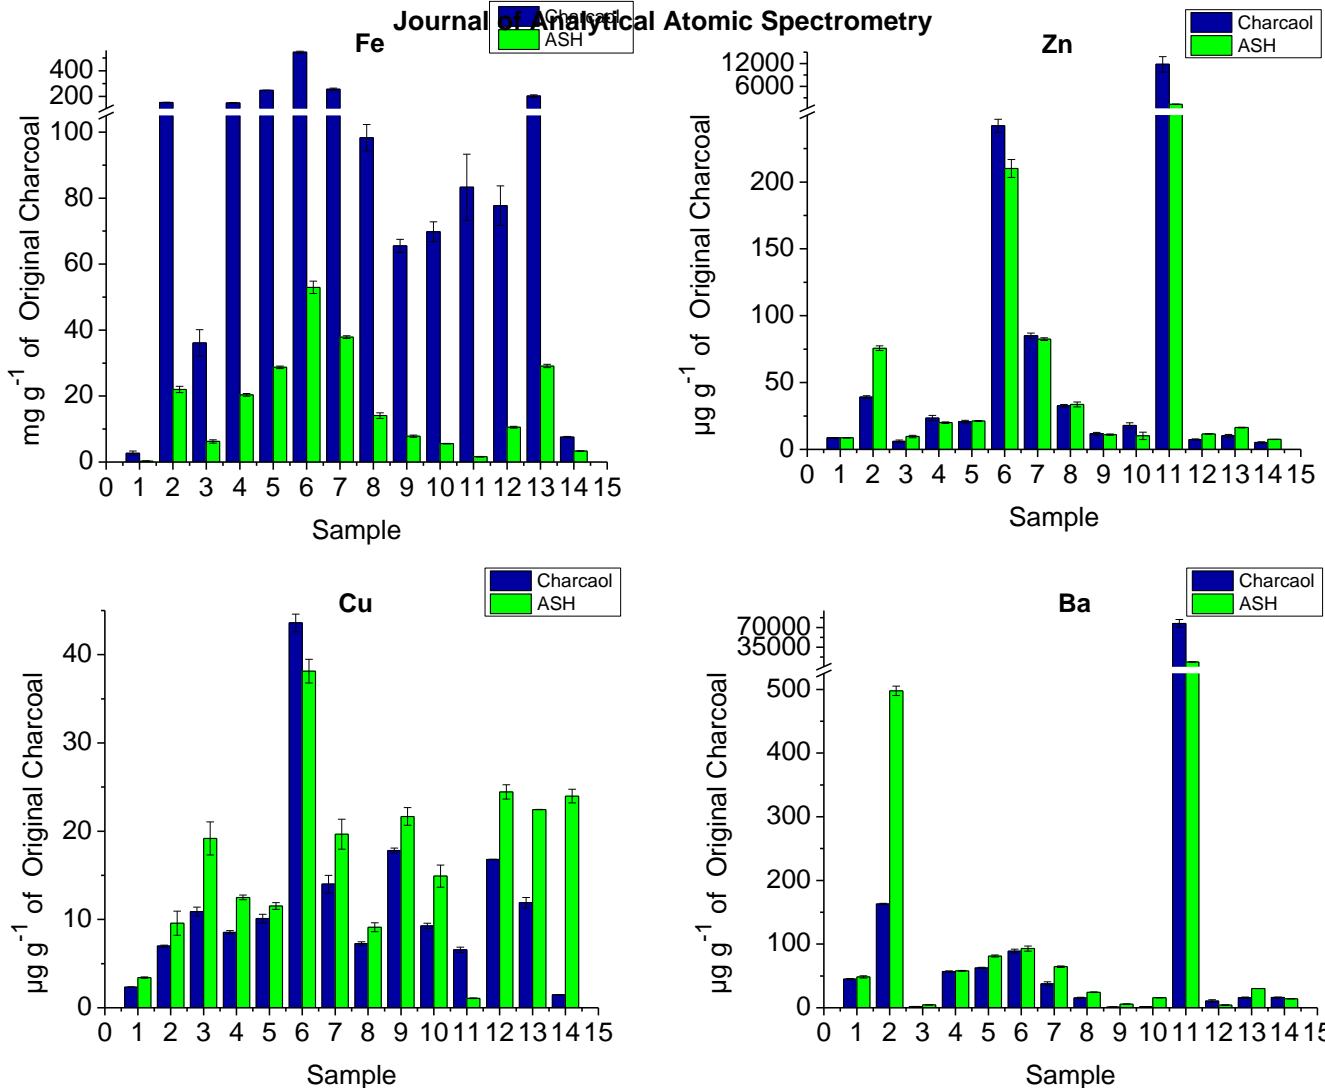 Journal of Analytical Atomic Spectrometry
Fe
Charcaol
ASH
400
200
100
80
60
40
20
0
mg g-1 of Original Charcoal
0 1 2 3 4 5 6 7 8 9 10 11 12 13 14 15
Sample
Zn
Charcaol
ASH
12000
6000
200
150
100
50
0
µg g-1 of Original Charcoal
0 1 2 3 4 5 6 7 8 9 10 11 12 13 14 15
Sample
Cu
Charcaol
ASH
40
30
20
10
0
µg g-1 of Original Charcoal
0 1 2 3 4 5 6 7 8 9 10 11 12 13 14 15
Sample
Ba
Charcaol
ASH
70000
35000
500
400
300
200
100
0
µg g-1 of Original Charcoal
0 1 2 3 4 5 6 7 8 9 10 11 12 13 14 15
Sample